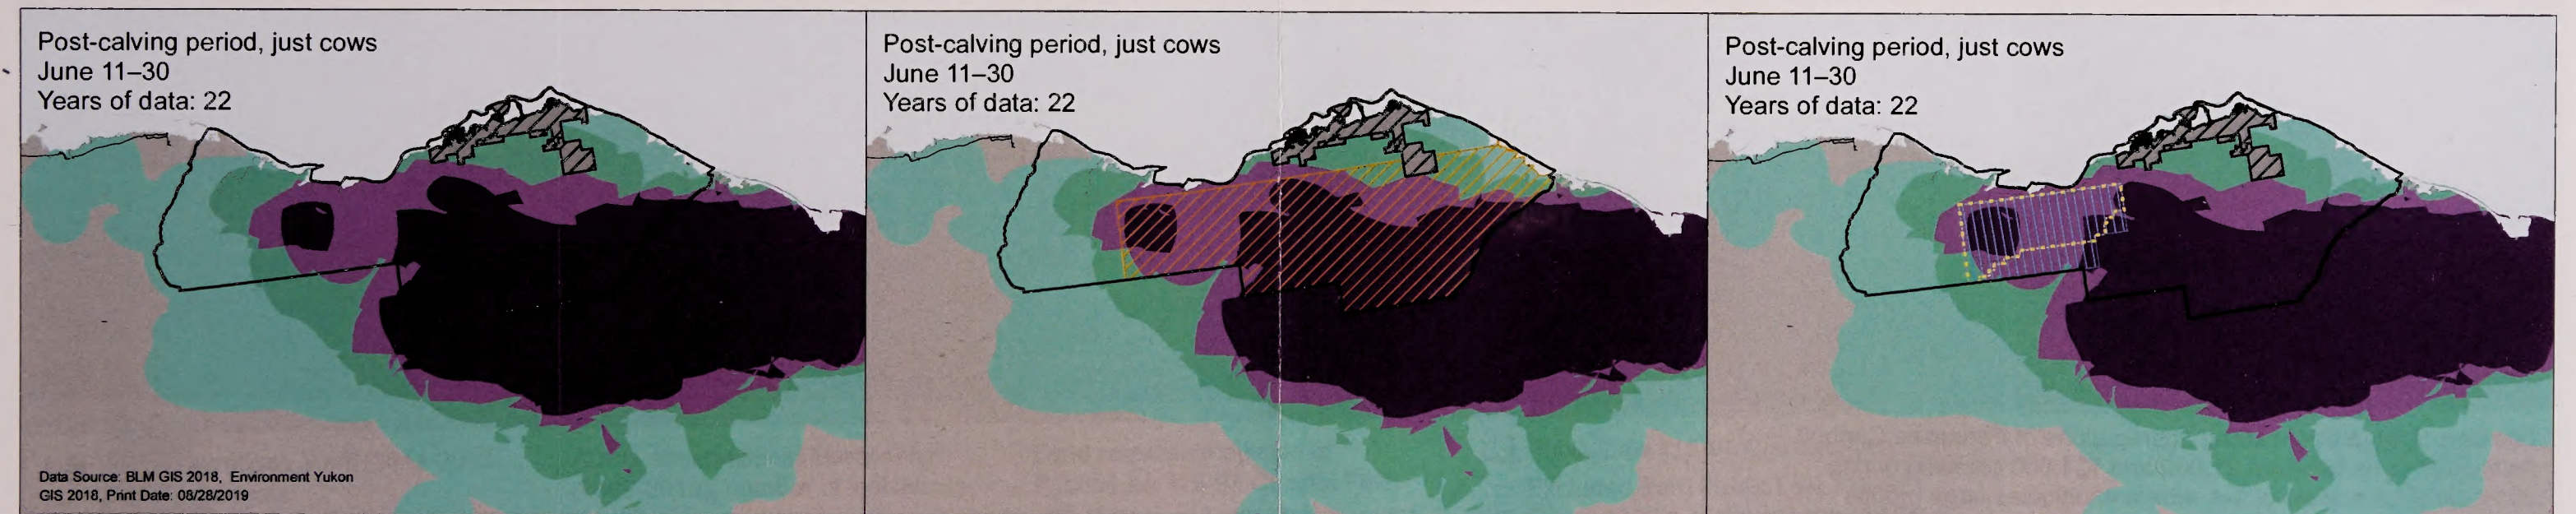 Post-calving period, just cows
June 11–30
Years of data: 22
Data Source: BLM GIS 2018, Environment Yukon
GIS 2018, Print Date: 08/28/2019
Post-calving period, just cows
June 11–30
Years of data: 22
Post-calving period, just cows
June 11–30
Years of data: 22